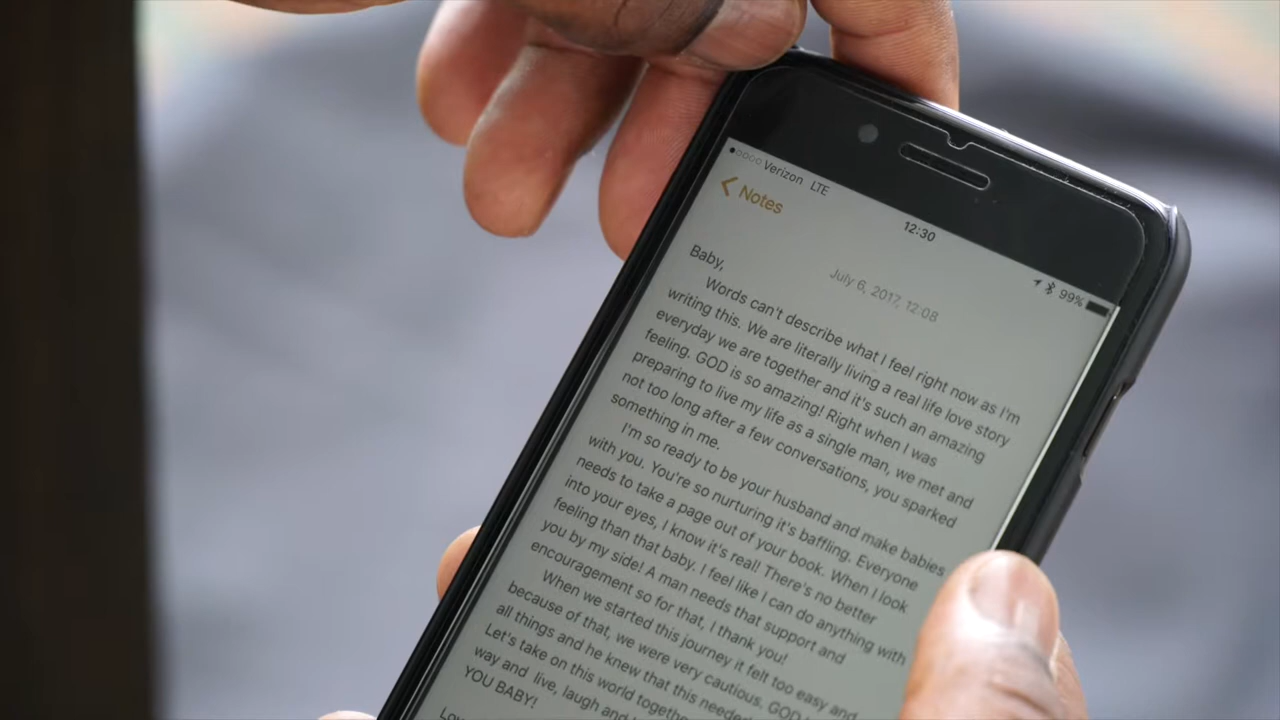 Verizon LTE
12:30
99%
Notes
July 6, 2017, 12:08
Baby,
Words can't describe what I feel right now as I'm
writing this. We are literally living a real life love story
everyday we are together and it's such an amazing
feeling. GOD is so amazing! Right when I was
preparing to live my life as a single man, we met and
not too long after a few conversations, you sparked
something in me.
I'm so ready to be your husband and make babies
with you. You're so nurturing it's baffling. Everyone
needs to take a page out of your book. When I look
into your eyes, I know it's real! There's no better
feeling than that baby. I feel like I can do anything with
you by my side! A man needs that support and
encouragement so for that, I thank you!
When we started this journey it felt too easy and
because of that, we were very cautious. GOD
all things and he knew that this needed
Let's take on this world together
way and live, laugh and
YOU BABY!